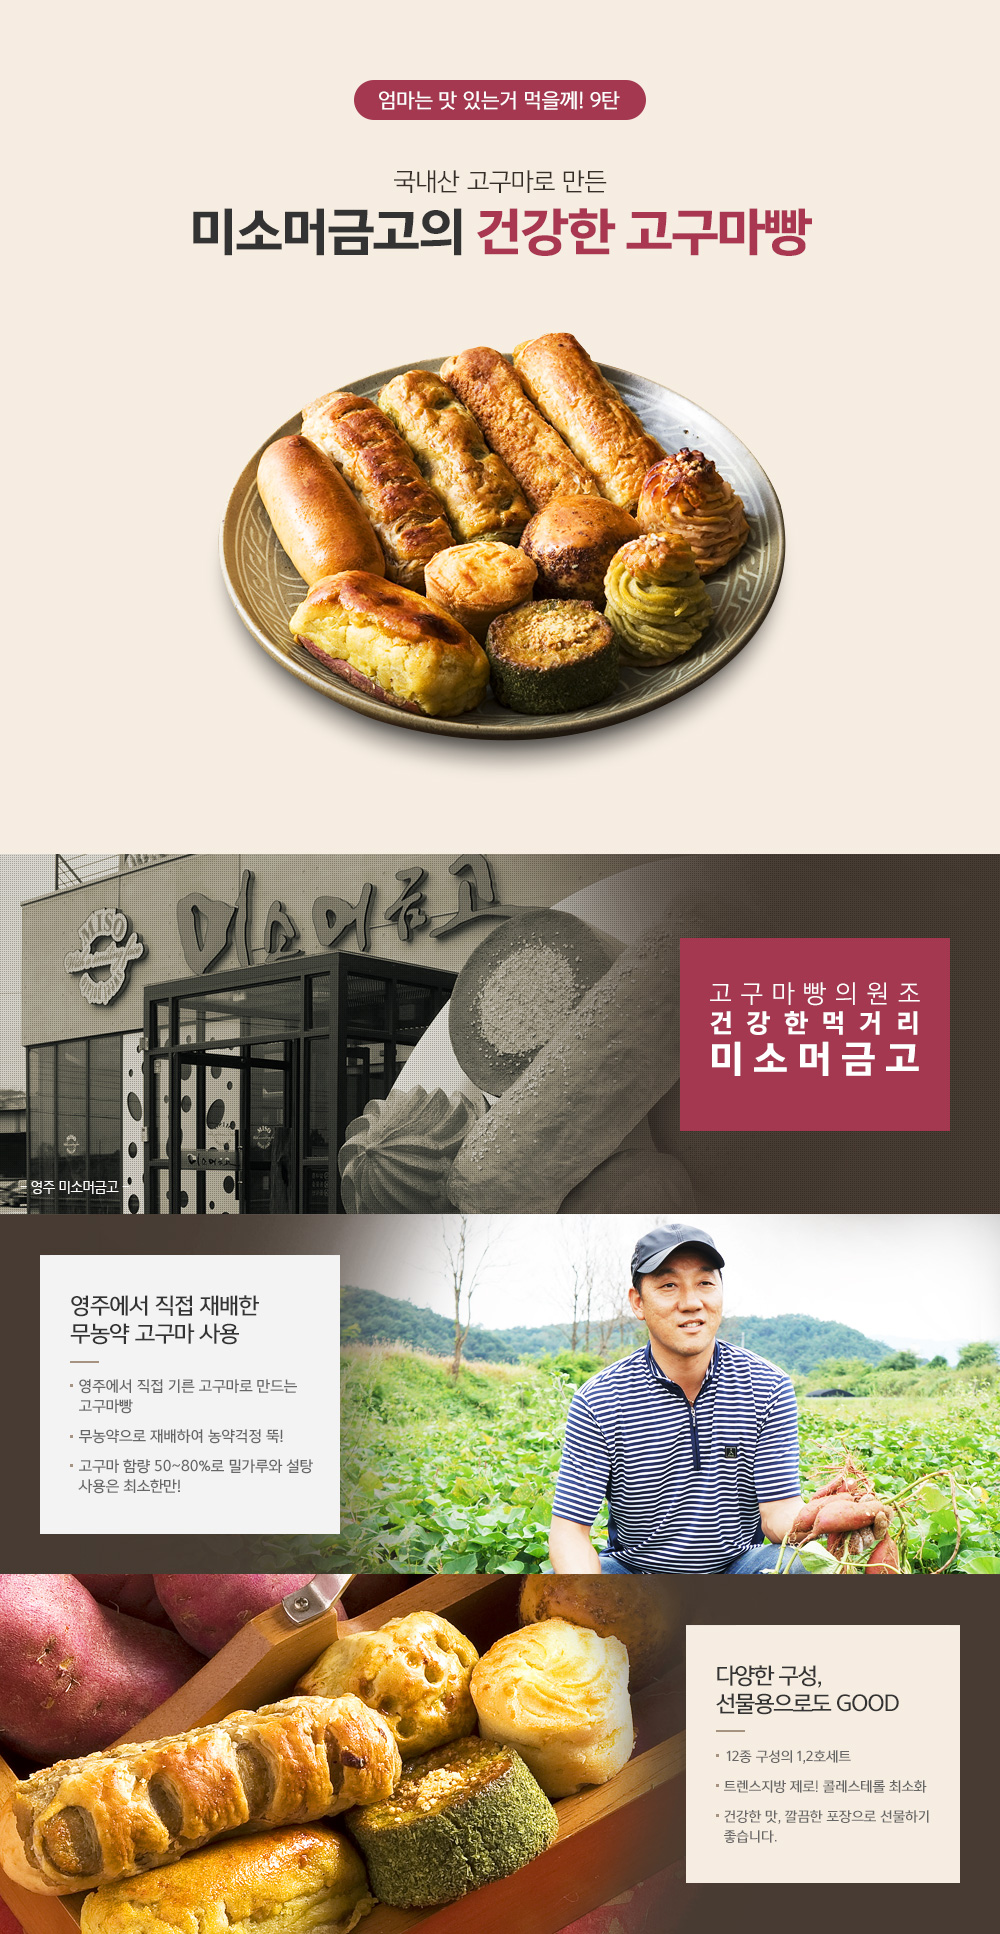 엄마는 맛 있는거 먹을께! 9탄
국내산 고구마로 만든
미소머금고의 건강한 고구마빵
미소머금고
MISO
고구마빵의원조
건강한먹거리
미소머금고
MISO
미소머금고
영주 미소머금고
영주에서 직접 재배한
무농약 고구마 사용
· 영주에서 직접 기른 고구마로 만드는
고구마빵
· 무농약으로 재배하여 농약걱정 뚝!
· 고구마 함량 50~80%로 밀가루와 설탕
사용은 최소한만!
다양한 구성,
선물용으로도 GOOD
· 12종 구성의 1,2호세트
· 트렌스지방 제로! 콜레스테롤 최소화
· 건강한 맛, 깔끔한 포장으로 선물하기
좋습니다.